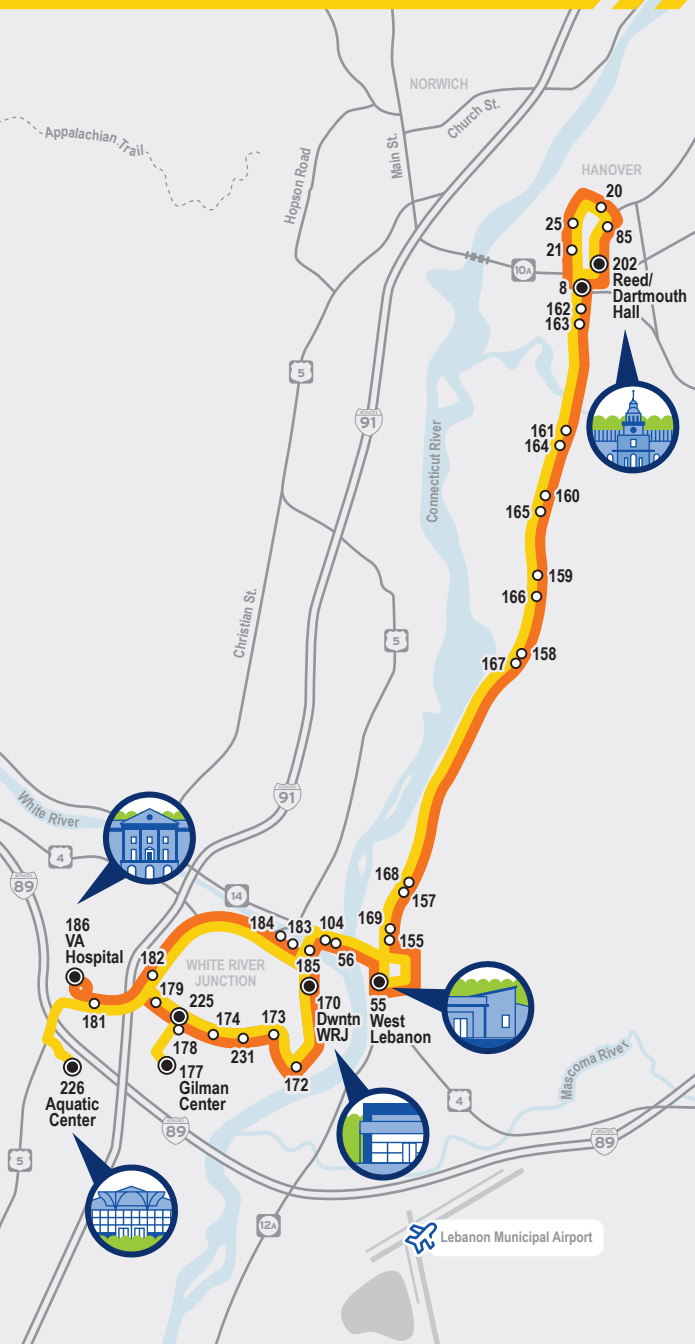 NORWICH
Church St.
Main St.
Hopson Road
Appalachian Trail
HANOVER
20
25
85
21
202
Reed/
Dartmouth
Hall
10A
8
162
163
5
91
161
164
Connecticut River
160
165
159
166
Christian St.
5
158
167
91
White River
4
89
14
168
157
169
155
186
VA
Hospital
184
183
104
56
182
WHITE RIVER
JUNCTION
185
179
225
170
Dwntn
WRJ
55
West
Lebanon
181
174
173
231
178
172
177
Gilman
Center
226
Aquatic
Center
Mascoma River
4
89
89
5
12A
Lebanon Municipal Airport